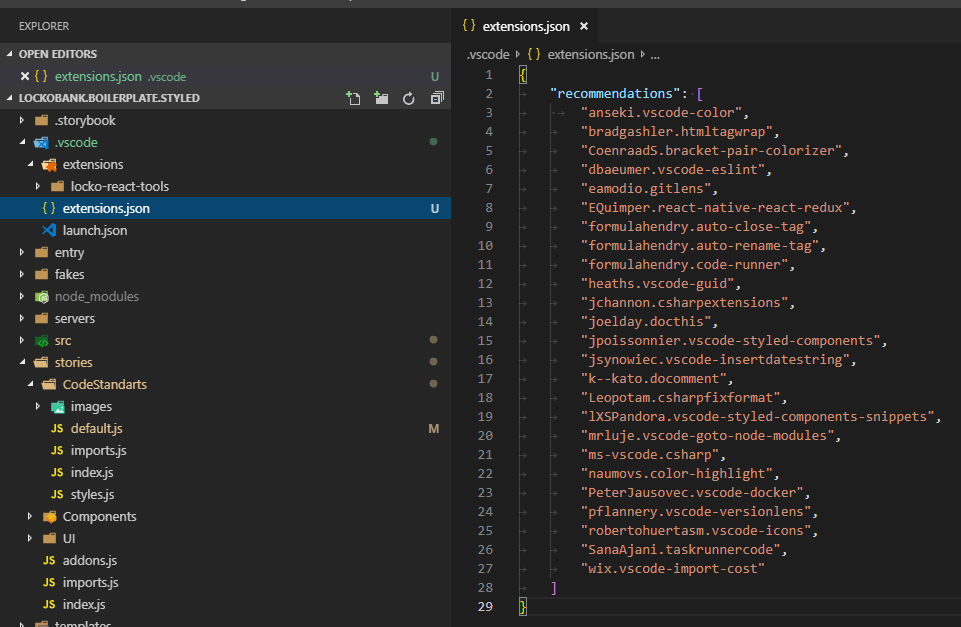 EXPLORER
OPEN EDITORS
{ } extensions.json .vscode U
LOCKOBANK.BOILERPLATE.STYLED
.storybook
.vscode
extensions
locko-react-tools
{ } extensions.json U
launch.json
entry
fakes
node_modules
servers
src
stories
CodeStandarts
images
JS default.js M
JS imports.js
JS index.js
JS styles.js
Components
UI
JS addons.js
JS imports.js
JS index.js
templates
{ } extensions.json ×
.vscode { } extensions.json ...
1 {
2 "recommendations": [
3 "anseki.vscode-color",
4 "bradgashler.htmltagwrap",
5 "CoenraadS.bracket-pair-colorizer",
6 "dbaeumer.vscode-eslint",
7 "eamodio.gitlens",
8 "EQuimper.react-native-react-redux",
9 "formulahendry.auto-close-tag",
10 "formulahendry.auto-rename-tag",
11 "formulahendry.code-runner",
12 "heaths.vscode-guid",
13 "jchannon.csharpextensions",
14 "joelday.docthis",
15 "jpoissonnier.vscode-styled-components",
16 "jsynowiec.vscode-insertdatestring",
17 "k--kato.docomment",
18 "Leopotam.csharpfixformat",
19 "lXSPandora.vscode-styled-components-snippets",
20 "mrluje.vscode-goto-node-modules",
21 "ms-vscode.csharp",
22 "naumovs.color-highlight",
23 "PeterJausovec.vscode-docker",
24 "pflannery.vscode-versionlens",
25 "robertohuertasm.vscode-icons",
26 "SanaAjani.taskrunnercode",
27 "wix.vscode-import-cost"
28 ]
29 }